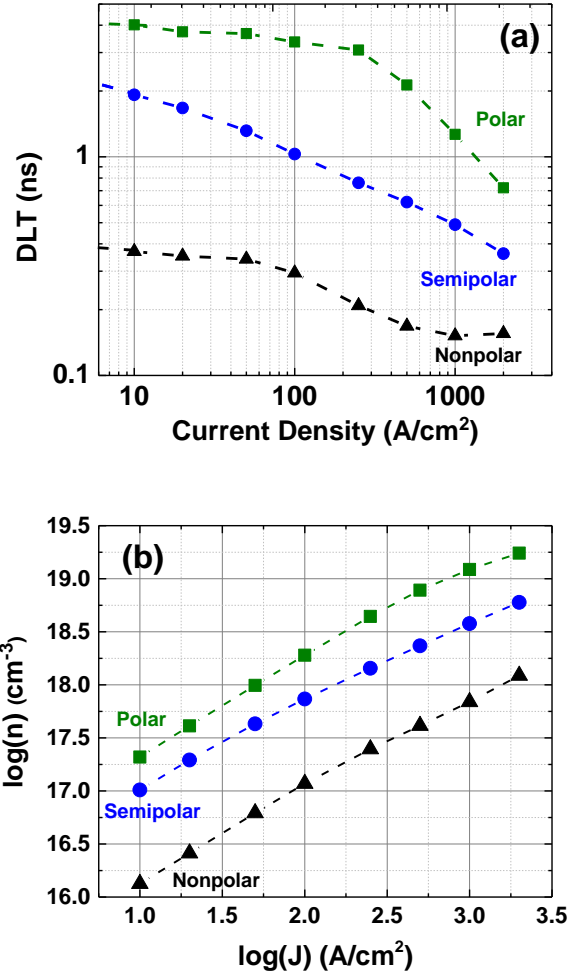 (a)
Polar
1
DLT (ns)
Semipolar
Nonpolar
0.1
10 100 1000
Current Density (A/cm²)
19.5
(b)
19.0
18.5
18.0
log(n) (cm⁻³)
Polar
17.5
17.0
Semipolar
16.5
Nonpolar
16.0
1.0 1.5 2.0 2.5 3.0 3.5
log(J) (A/cm²)